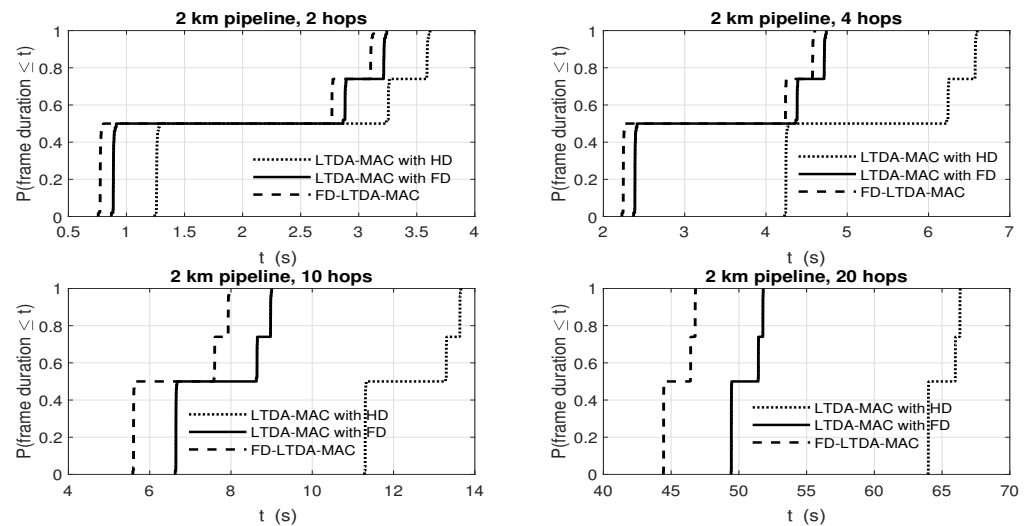 2 km pipeline, 2 hops
P(frame duration ≤ t)
1
0.8
0.6
0.4
0.2
0
LTDA-MAC with HD
LTDA-MAC with FD
FD-LTDA-MAC
0.5 1 1.5 2 2.5 3 3.5 4
t (s)
2 km pipeline, 4 hops
P(frame duration ≤ t)
1
0.8
0.6
0.4
0.2
0
LTDA-MAC with HD
LTDA-MAC with FD
FD-LTDA-MAC
2 3 4 5 6 7
t (s)
2 km pipeline, 10 hops
P(frame duration ≤ t)
1
0.8
0.6
0.4
0.2
0
LTDA-MAC with HD
LTDA-MAC with FD
FD-LTDA-MAC
4 6 8 10 12 14
t (s)
2 km pipeline, 20 hops
P(frame duration ≤ t)
1
0.8
0.6
0.4
0.2
0
LTDA-MAC with HD
LTDA-MAC with FD
FD-LTDA-MAC
40 45 50 55 60 65 70
t (s)